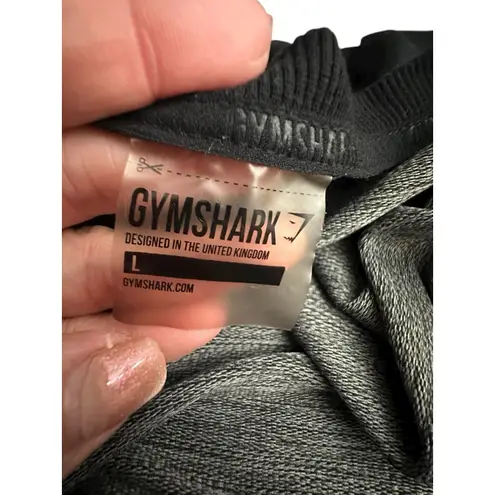 GYMSHARK
GYMSHARK
DESIGNED IN THE UNITED KINGDOM
L
GYMSHARK.COM